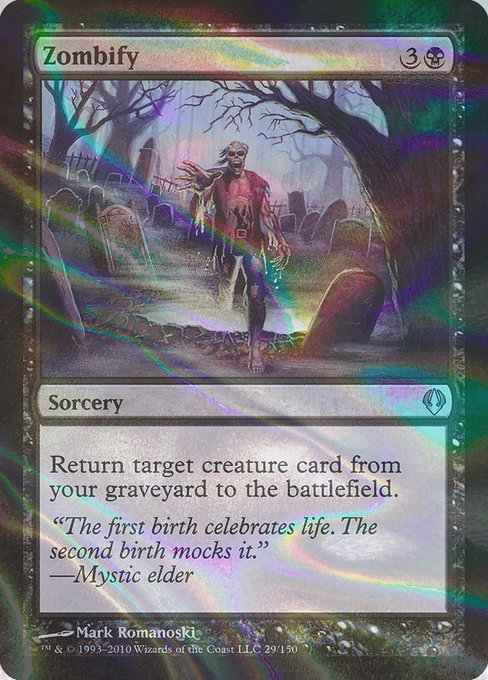 Zombify 3
Sorcery
Return target creature card from
your graveyard to the battlefield.
“The first birth celebrates life. The
second birth mocks it.”
—Mystic elder
Mark Romanoski
™ & © 1993–2010 Wizards of the Coast LLC 29/150